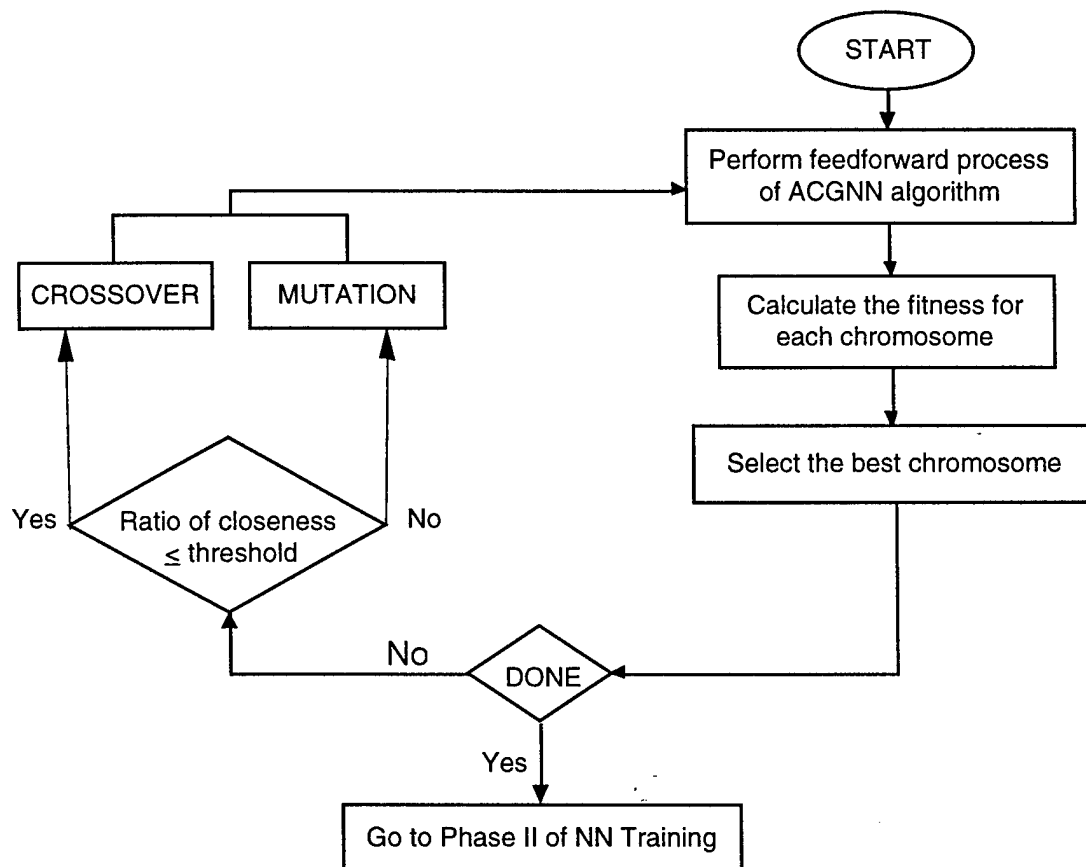 START
Perform feedforward process
of ACGNN algorithm
CROSSOVER
MUTATION
Calculate the fitness for
each chromosome
Select the best chromosome
Yes
Ratio of closeness
≤ threshold
No
No
DONE
Yes
Go to Phase II of NN Training